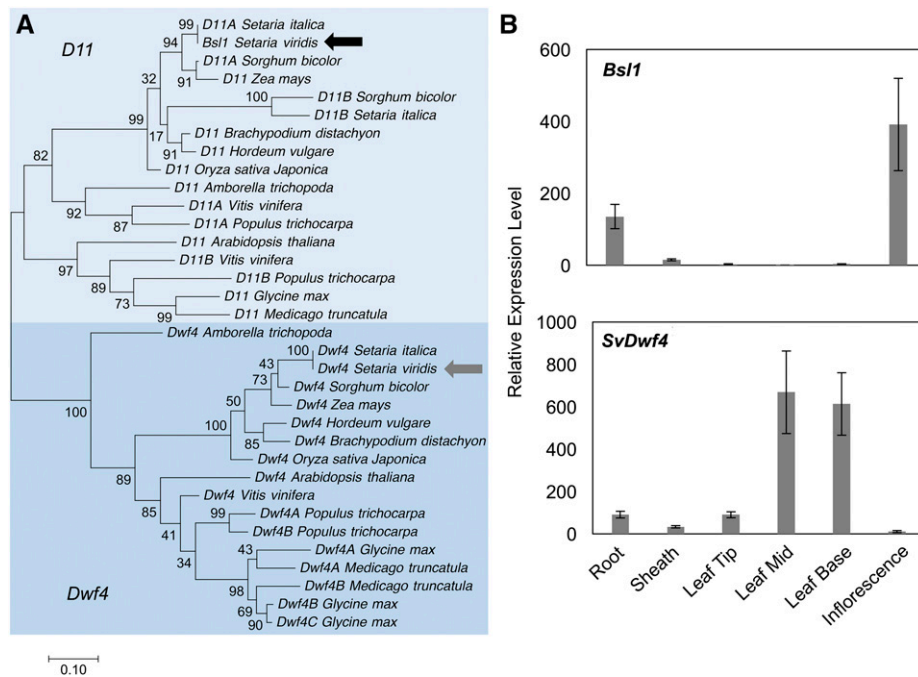 A
D11
99
D11A Setaria italica
Bsl1 Setaria viridis
94
D11A Sorghum bicolor
91
D11 Zea mays
32
100
D11B Sorghum bicolor
D11B Setaria italica
99
17
D11 Brachypodium distachyon
91
D11 Hordeum vulgare
D11 Oryza sativa Japonica
82
D11 Amborella trichopoda
92
D11A Vitis vinifera
87
D11A Populus trichocarpa
D11 Arabidopsis thaliana
97
D11B Vitis vinifera
89
D11B Populus trichocarpa
73
D11 Glycine max
99
D11 Medicago truncatula
Dwf4 Amborella trichopoda
100
Dwf4 Setaria italica
43
Dwf4 Setaria viridis
73
Dwf4 Sorghum bicolor
50
Dwf4 Zea mays
100
Dwf4 Hordeum vulgare
85
Dwf4 Brachypodium distachyon
100
Dwf4 Oryza sativa Japonica
89
Dwf4 Arabidopsis thaliana
85
Dwf4 Vitis vinifera
41
99
Dwf4A Populus trichocarpa
Dwf4B Populus trichocarpa
34
43
Dwf4A Glycine max
Dwf4A Medicago truncatula
98
Dwf4B Medicago truncatula
69
Dwf4B Glycine max
90
Dwf4C Glycine max
Dwf4
0.10
B
Relative Expression Level
600
400
200
0
Bsl1
1000
800
600
400
200
0
SvDwf4
Root
Sheath
Leaf Tip
Leaf Mid
Leaf Base
Inflorescence